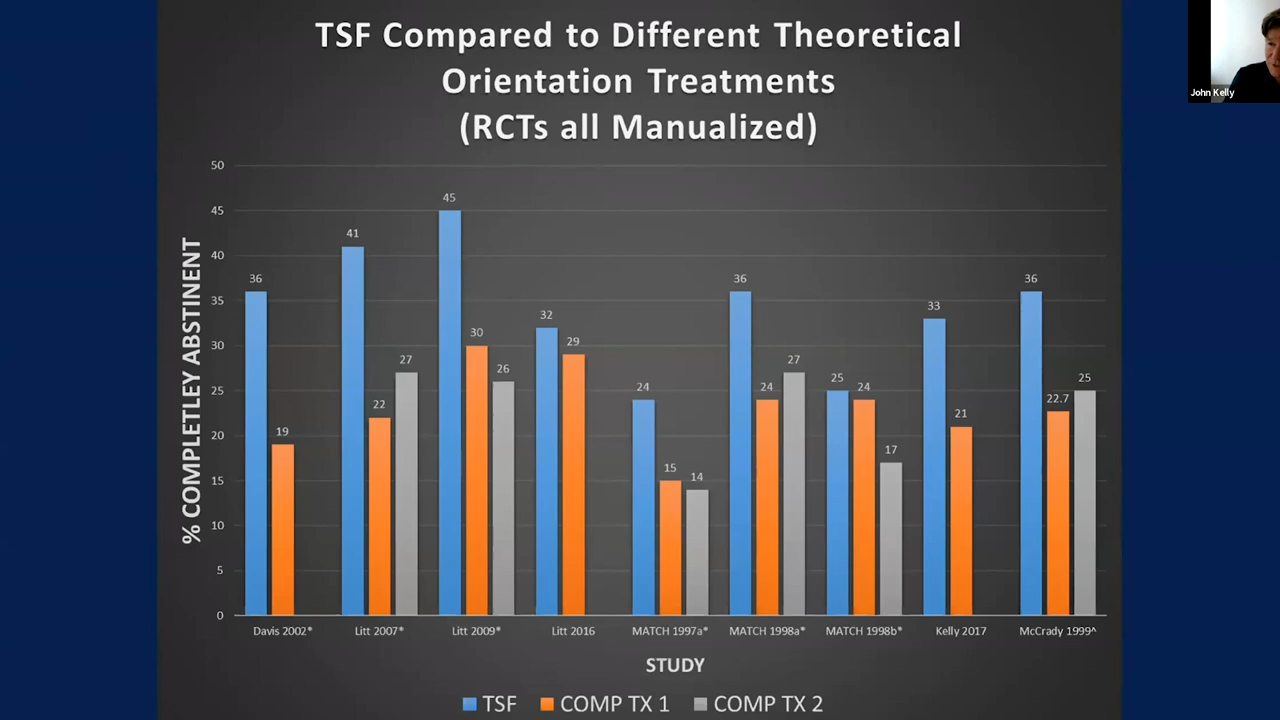 TSF Compared to Different Theoretical
Orientation Treatments
(RCTs all Manualized)
John Kelly
% COMPLETLEY ABSTINENT
50
45
40
35
30
25
20
15
10
5
0
36
19
41
22
27
45
30
26
32
29
24
15
14
36
24
27
25
24
17
33
21
36
22.7
25
Davis 2002*
Litt 2007*
Litt 2009*
Litt 2016
MATCH 1997a*
MATCH 1998a*
MATCH 1998b*
Kelly 2017
McCrady 1999^
STUDY
TSF
COMP TX 1
COMP TX 2